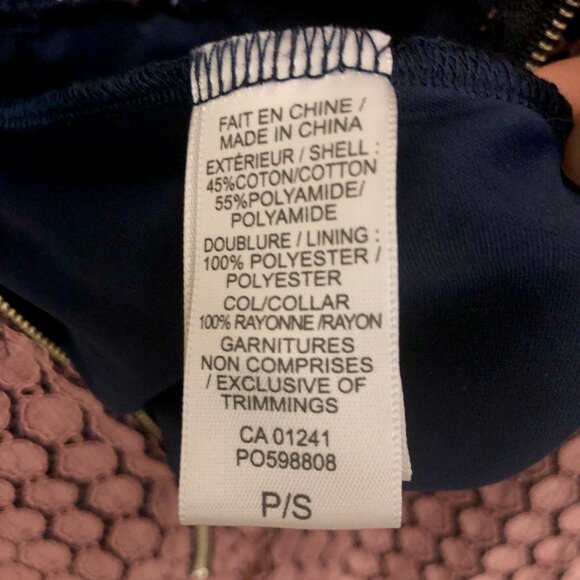 FAIT EN CHINE /
MADE IN CHINA
EXTÉRIEUR / SHELL :
45%COTON/COTTON
55%POLYAMIDE/
POLYAMIDE
DOUBLURE / LINING :
100% POLYESTER /
POLYESTER
COL/COLLAR
100% RAYONNE /RAYON
GARNITURES
NON COMPRISES
/ EXCLUSIVE OF
TRIMMINGS
CA 01241
PO598808
P/S